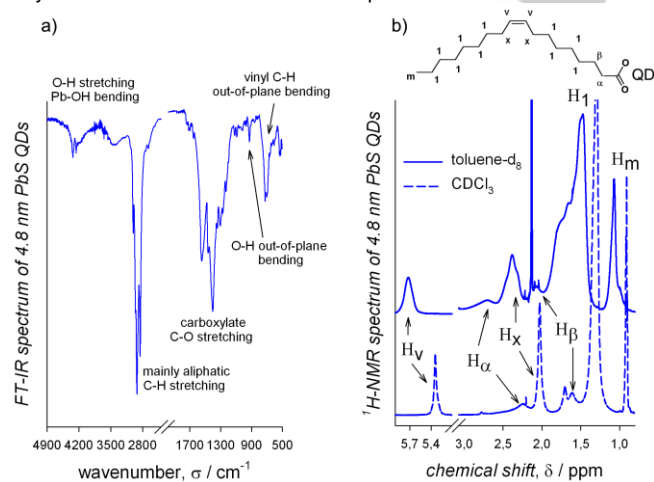 a)
FT-IR spectrum of 4.8 nm PbS QDs
O-H stretching
Pb-OH bending
vinyl C-H
out-of-plane bending
O-H out-of-plane
bending
carboxylate
C-O stretching
mainly aliphatic
C-H stretching
4900 4200 3500 2800 1700 1300 900 500
wavenumber, σ / cm-1
b)
v v
1 1 1 1 x x 1 1 1 β
m 1 1 1 1 1 α
O
O
QD
1H-NMR spectrum of 4.8 nm PbS QDs
toluene-d8
CDCl3
H1
Hm
Hv
Hα
Hx
Hβ
5,7 5,4 3,0 2,5 2,0 1,5 1,0
chemical shift, δ / ppm